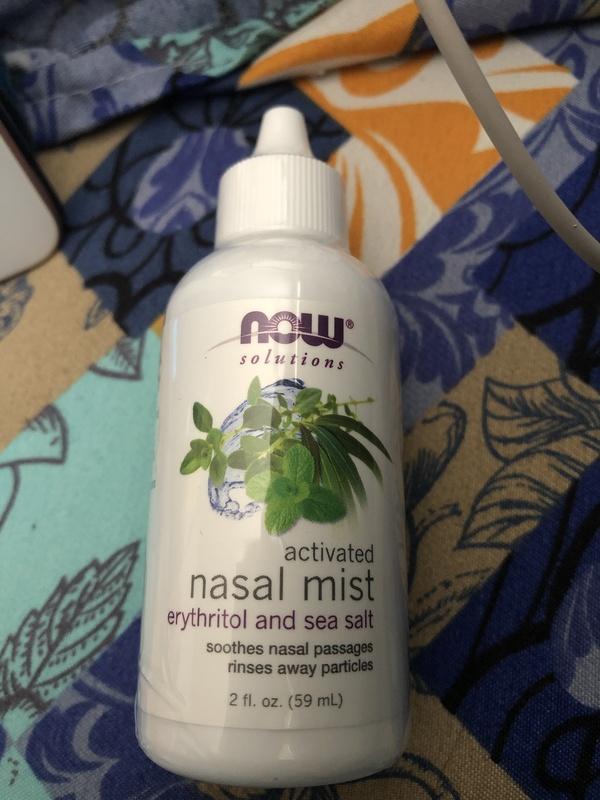 now®
solutions
activated
nasal mist
erythritol and sea salt
soothes nasal passages
rinses away particles
2 fl. oz. (59 mL)